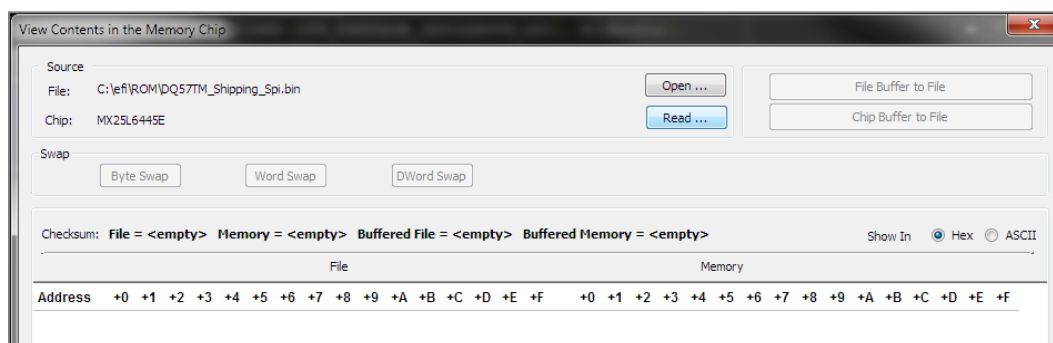 View Contents in the Memory Chip
Source
File: C:\efi\ROM\DQ57TM_Shipping_Spi.bin Open ... File Buffer to File
Chip: MX25L6445E Read ... Chip Buffer to File
Swap
Byte Swap Word Swap DWord Swap
Checksum: File = <empty> Memory = <empty> Buffered File = <empty> Buffered Memory = <empty> Show In Hex ASCII
File Memory
Address +0 +1 +2 +3 +4 +5 +6 +7 +8 +9 +A +B +C +D +E +F +0 +1 +2 +3 +4 +5 +6 +7 +8 +9 +A +B +C +D +E +F